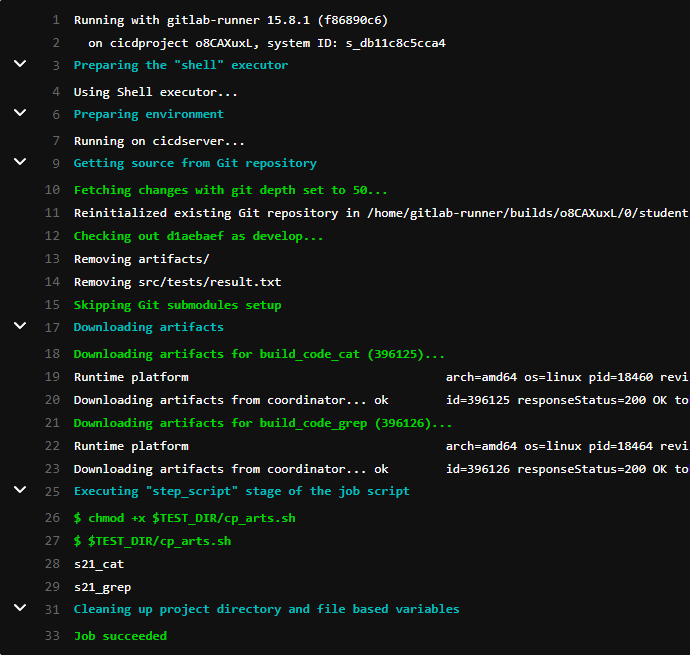 1 Running with gitlab-runner 15.8.1 (f86890c6)
2 on cicdproject o8CAXuxL, system ID: s_db11c8c5cca4
3 Preparing the "shell" executor
4 Using Shell executor...
6 Preparing environment
7 Running on cicdserver...
9 Getting source from Git repository
10 Fetching changes with git depth set to 50...
11 Reinitialized existing Git repository in /home/gitlab-runner/builds/o8CAXuxL/0/student
12 Checking out d1aebaef as develop...
13 Removing artifacts/
14 Removing src/tests/result.txt
15 Skipping Git submodules setup
17 Downloading artifacts
18 Downloading artifacts for build_code_cat (396125)...
19 Runtime platform arch=amd64 os=linux pid=18460 revi
20 Downloading artifacts from coordinator... ok id=396125 responseStatus=200 OK to
21 Downloading artifacts for build_code_grep (396126)...
22 Runtime platform arch=amd64 os=linux pid=18464 revi
23 Downloading artifacts from coordinator... ok id=396126 responseStatus=200 OK to
25 Executing "step_script" stage of the job script
26 $ chmod +x $TEST_DIR/cp_arts.sh
27 $ $TEST_DIR/cp_arts.sh
28 s21_cat
29 s21_grep
31 Cleaning up project directory and file based variables
33 Job succeeded